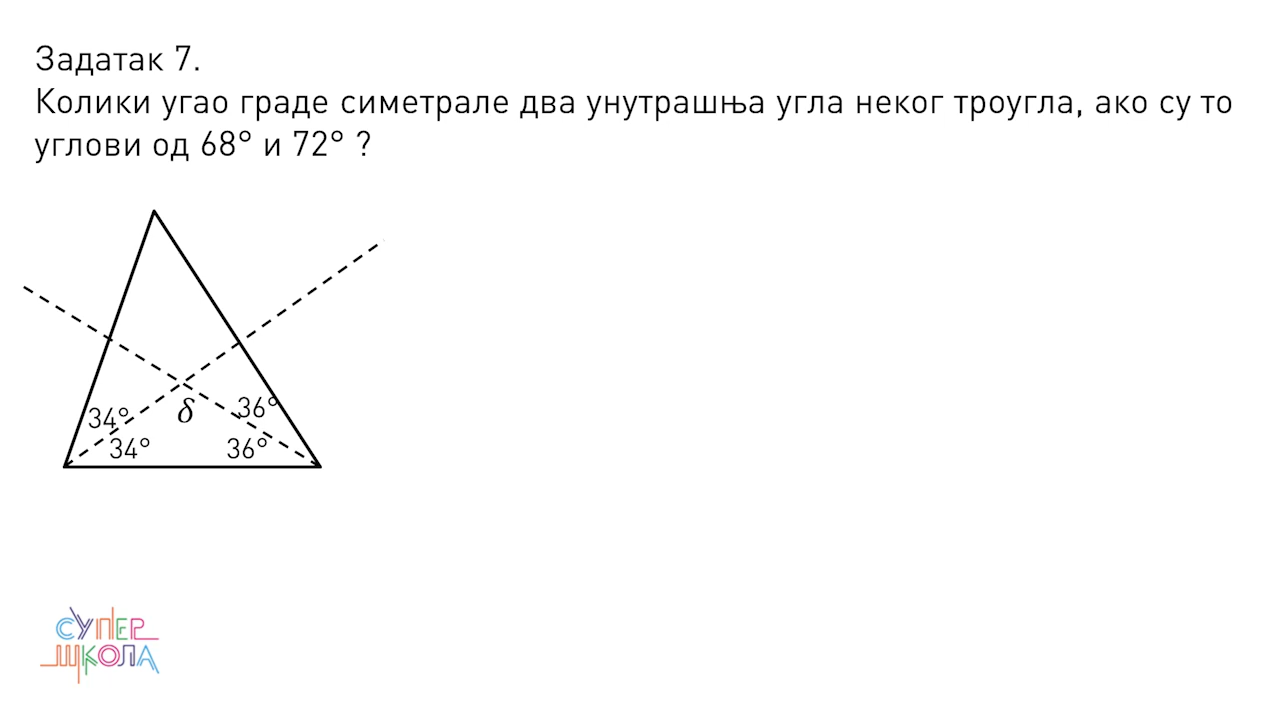 Задатак 7.
Колики угао граде симетрале два унутрашња угла неког троугла, ако су то
углови од 68° и 72° ?
34°
δ
36°
34°
36°
СУПЕР
ШКОЛА